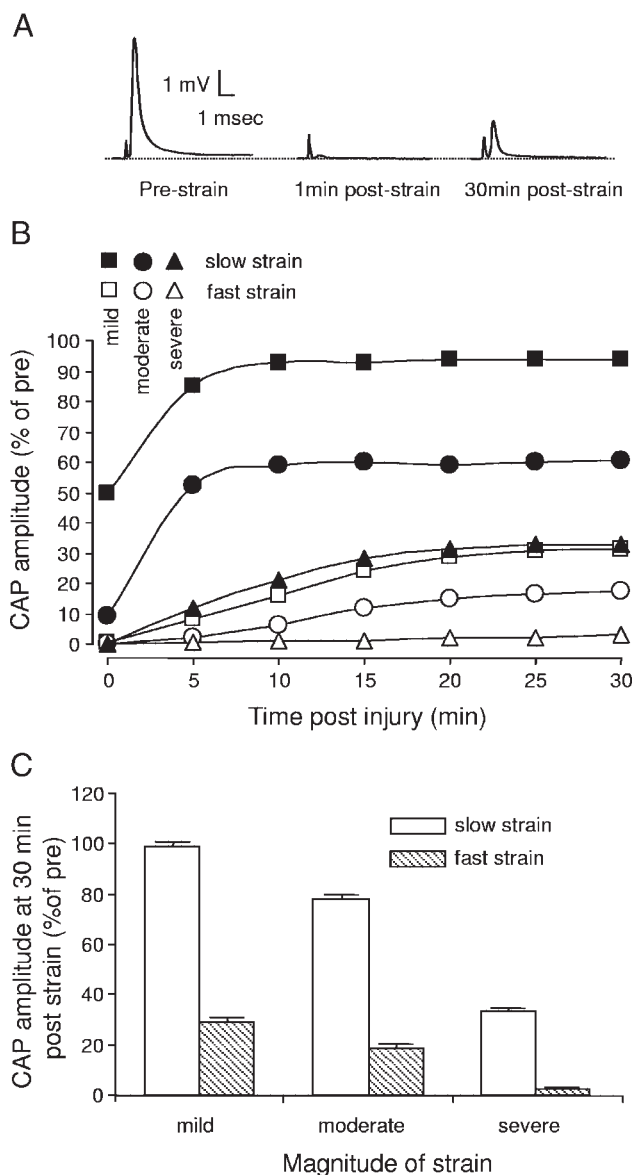 A
1 mV
1 msec
Pre-strain
1min post-strain
30min post-strain
B
slow strain
fast strain
mild
moderate
severe
100
90
80
70
60
50
40
30
20
10
0
CAP amplitude (% of pre)
0 5 10 15 20 25 30
Time post injury (min)
C
120
100
80
60
40
20
0
CAP amplitude at 30 min
post strain (%of pre)
slow strain
fast strain
mild moderate severe
Magnitude of strain